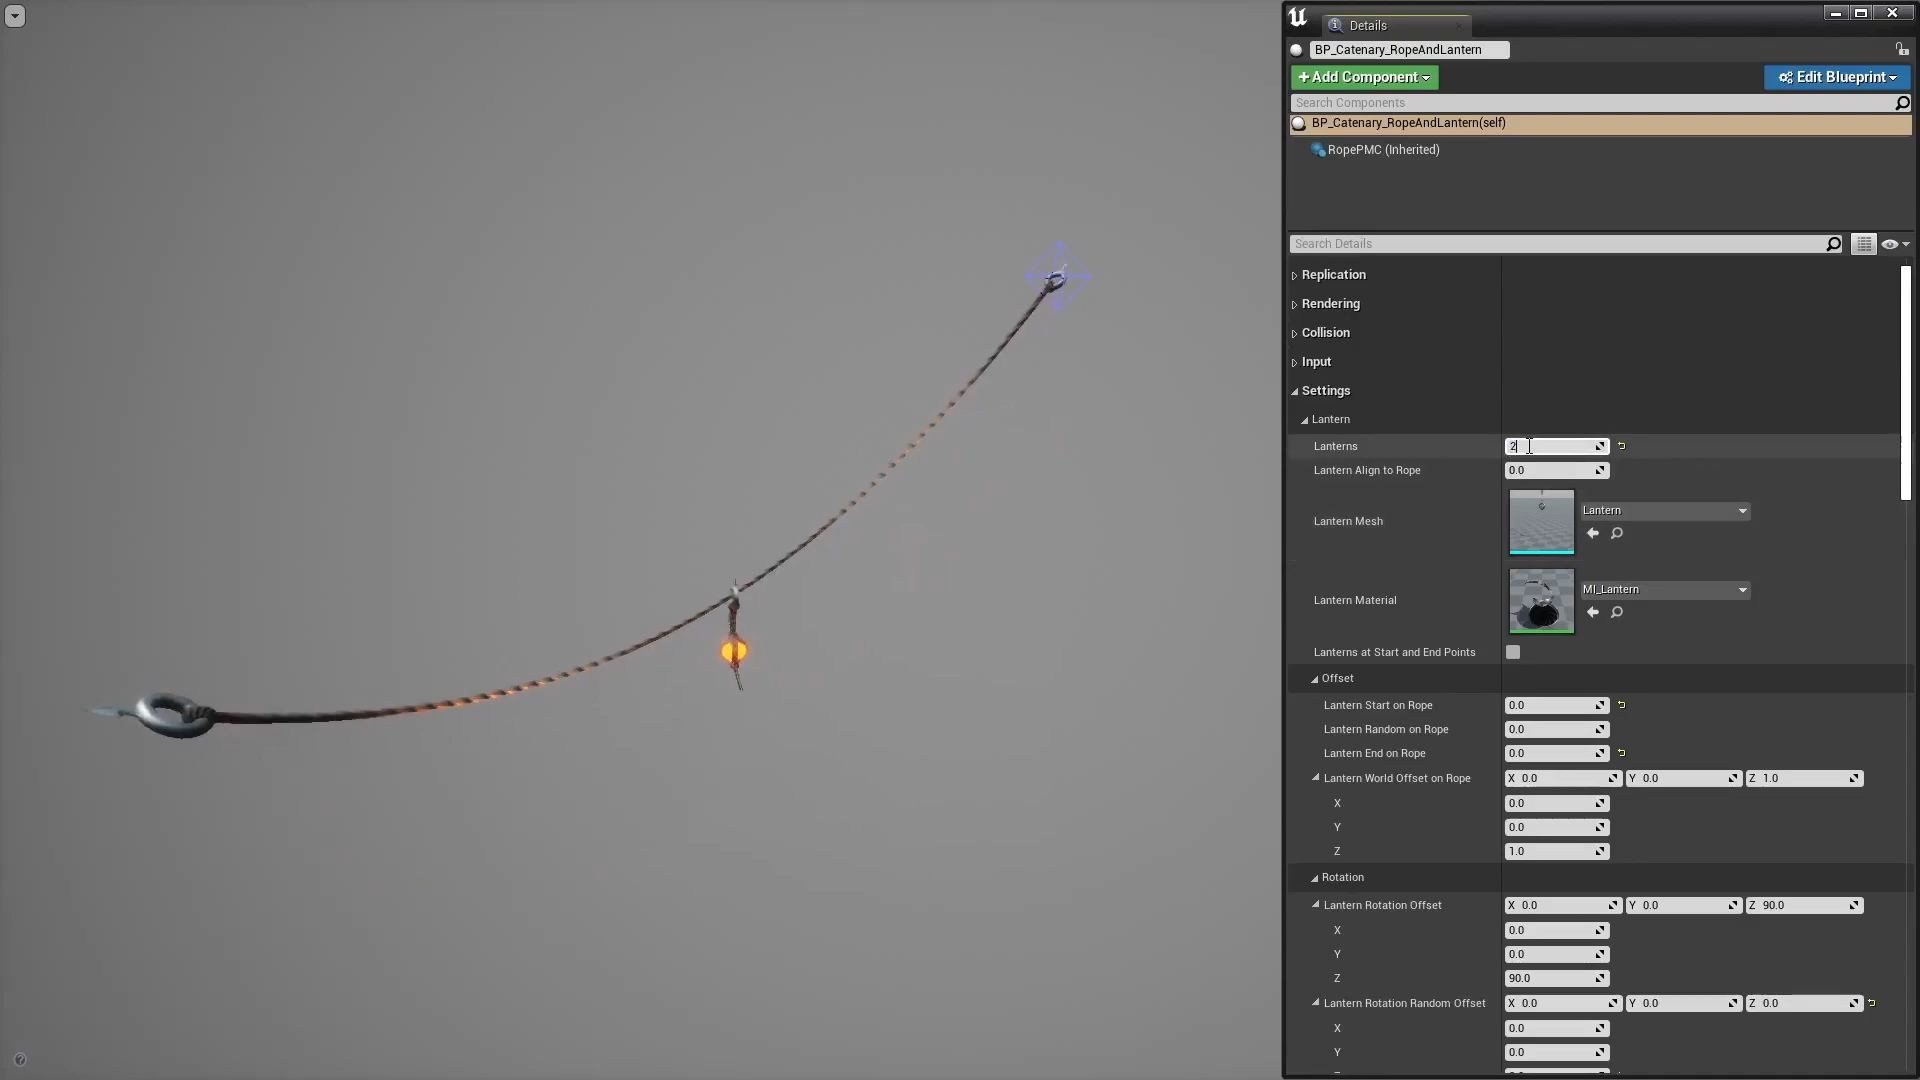 Details
BP_Catenary_RopeAndLantern
+Add Component
Edit Blueprint
Search Components
BP_Catenary_RopeAndLantern(self)
RopePMC (Inherited)
Search Details
Replication
Rendering
Collision
Input
Settings
Lantern
Lanterns 2
Lantern Align to Rope 0.0
Lantern Mesh Lantern
Lantern Material MI_Lantern
Lanterns at Start and End Points
Offset
Lantern Start on Rope 0.0
Lantern Random on Rope 0.0
Lantern End on Rope 0.0
Lantern World Offset on Rope X 0.0 Y 0.0 Z 1.0
X 0.0
Y 0.0
Z 1.0
Rotation
Lantern Rotation Offset X 0.0 Y 0.0 Z 90.0
X 0.0
Y 0.0
Z 90.0
Lantern Rotation Random Offset X 0.0 Y 0.0 Z 0.0
X 0.0
Y 0.0